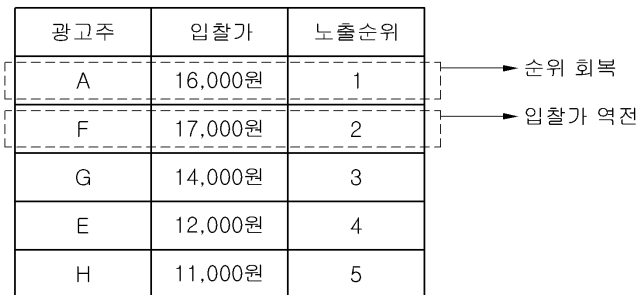 광고주 입찰가 노출순위
A 16,000원 1 순위 회복
F 17,000원 2 입찰가 역전
G 14,000원 3
E 12,000원 4
H 11,000원 5